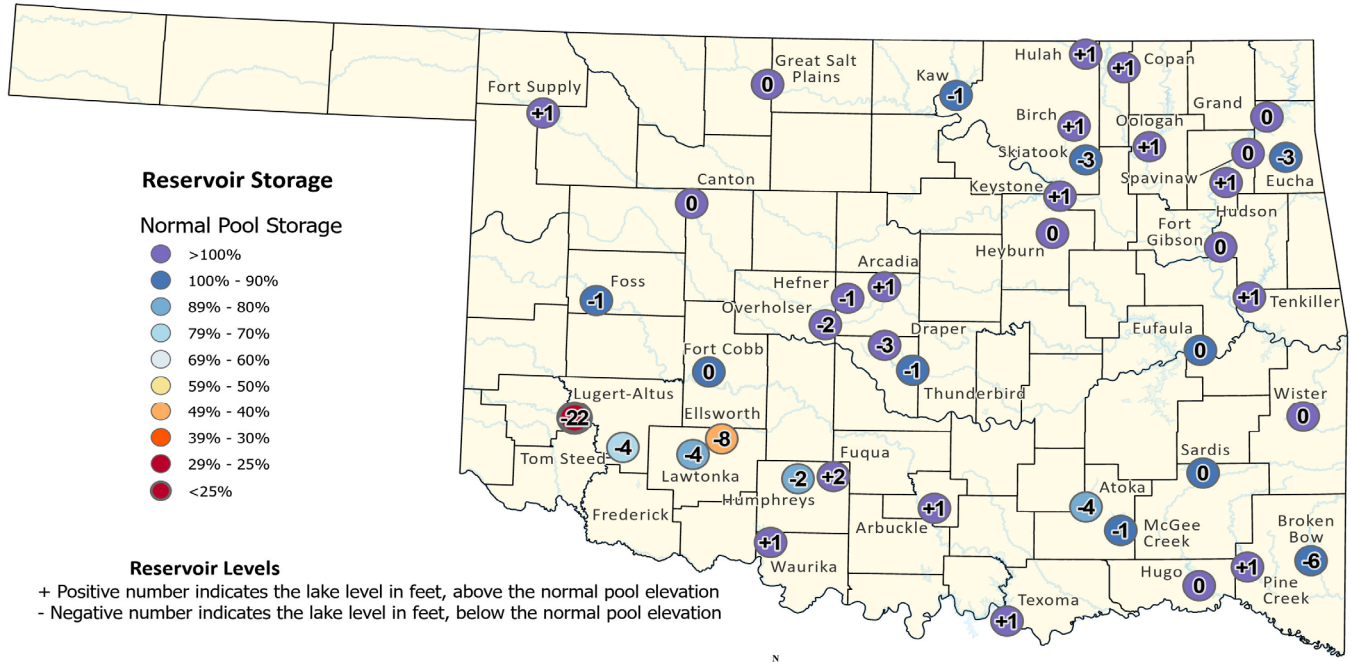 Hulah
+1
+1
Copan
Great Salt
Plains
0
Kaw
-1
Fort Supply
+1
Grand
0
Birch
+1
Oologah
+1
Skiatook
-3
0
-3
Spavinaw
Eucha
+1
Hudson
Keystone
+1
Canton
0
Reservoir Storage
Normal Pool Storage
>100%
100% - 90%
89% - 80%
79% - 70%
69% - 60%
59% - 50%
49% - 40%
39% - 30%
29% - 25%
<25%
Fort
Gibson
0
0
Heyburn
Arcadia
+1
Hefner
-1
Foss
-1
Overholser
-2
+1
Tenkiller
Draper
-3
Eufaula
0
Fort Cobb
0
-1
Thunderbird
Lugert-Altus
-22
Wister
0
Ellsworth
-8
Tom Steed
-4
-4
Lawtonka
Fuqua
+2
-2
Humphreys
Sardis
0
Atoka
-4
Frederick
+1
Arbuckle
-1
McGee
Creek
Broken
Bow
-6
+1
Waurika
Hugo
0
+1
Pine
Creek
Texoma
+1
Reservoir Levels
+ Positive number indicates the lake level in feet, above the normal pool elevation
- Negative number indicates the lake level in feet, below the normal pool elevation
N